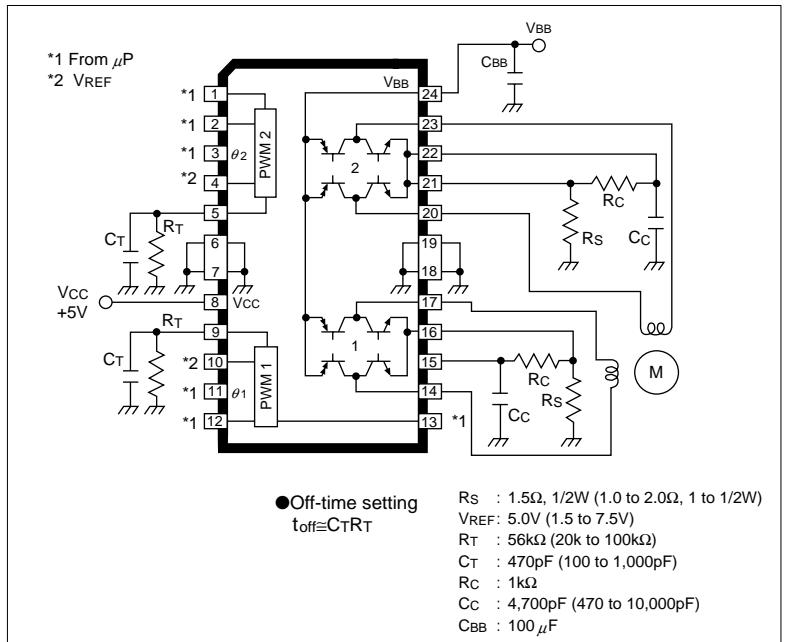 *1 From μP
*2 VREF
VBB
CBB
VBB
*1 1
*1 2
*1 3 θ2
*2 4
5
PWM 2
CT
RT
6
7
VCC
+5V
8 VCC
9
RT
CT
*2 10
*1 11 θ1
*1 12
PWM 1
24
23
22
21
20
2
19
18
17
16
15
14
13 *1
1
RC
RS
CC
RC
RS
CC
M
●Off-time setting
toff≅CTRT
RS : 1.5Ω, 1/2W (1.0 to 2.0Ω, 1 to 1/2W)
VREF: 5.0V (1.5 to 7.5V)
RT : 56kΩ (20k to 100kΩ)
CT : 470pF (100 to 1,000pF)
RC : 1kΩ
CC : 4,700pF (470 to 10,000pF)
CBB : 100 μF